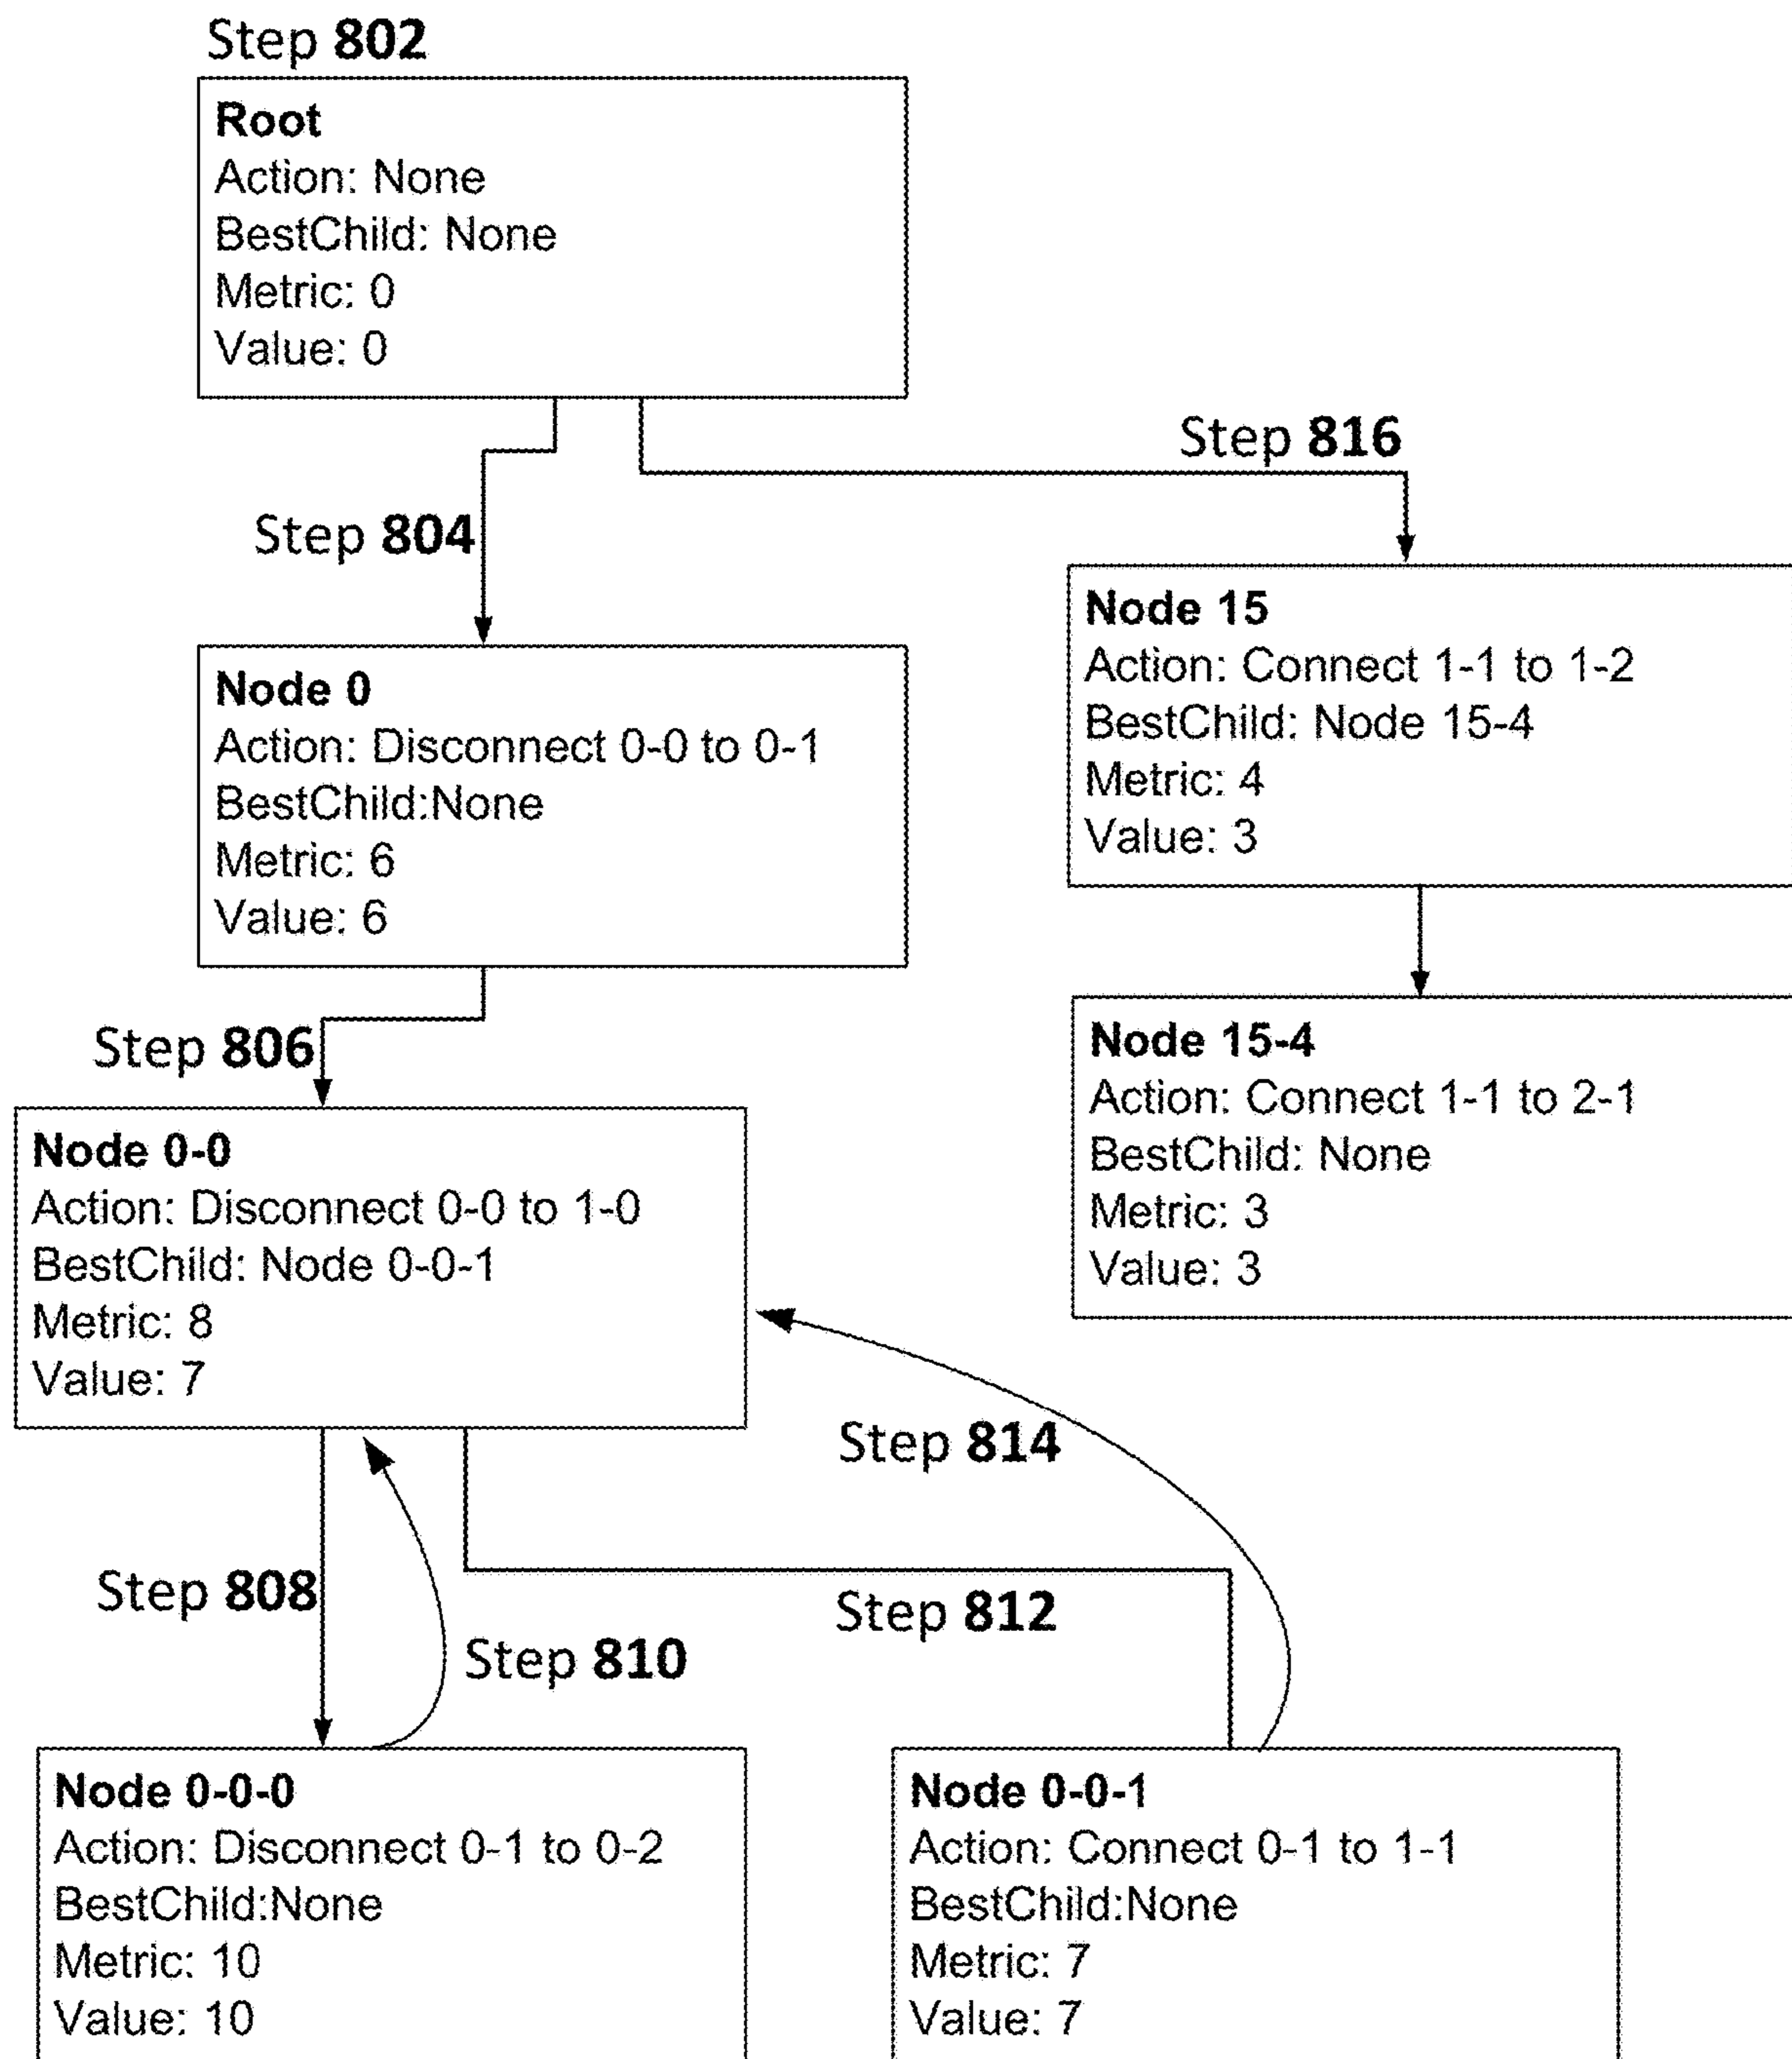 Step 802
Root
Action: None
BestChild: None
Metric: 0
Value: 0
Step 816
Step 804
Node 15
Action: Connect 1-1 to 1-2
BestChild: Node 15-4
Metric: 4
Value: 3
Node 0
Action: Disconnect 0-0 to 0-1
BestChild:None
Metric: 6
Value: 6
Step 806
Node 15-4
Action: Connect 1-1 to 2-1
BestChild: None
Metric: 3
Value: 3
Node 0-0
Action: Disconnect 0-0 to 1-0
BestChild: Node 0-0-1
Metric: 8
Value: 7
Step 814
Step 808
Step 812
Step 810
Node 0-0-0
Action: Disconnect 0-1 to 0-2
BestChild:None
Metric: 10
Value: 10
Node 0-0-1
Action: Connect 0-1 to 1-1
BestChild:None
Metric: 7
Value: 7